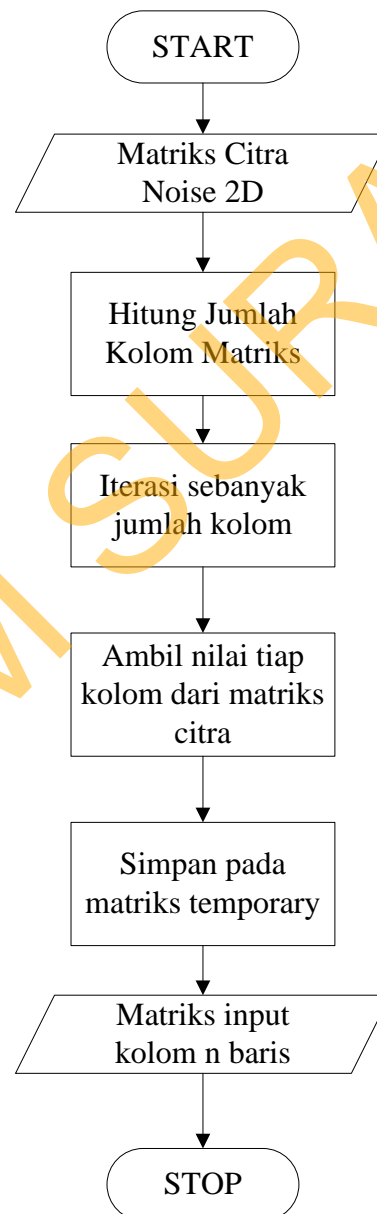 START
Matriks Citra
Noise 2D
Hitung Jumlah
Kolom Matriks
Iterasi sebanyak
jumlah kolom
Ambil nilai tiap
kolom dari matriks
citra
Simpan pada
matriks temporary
Matriks input
kolom n baris
STOP
M SURA